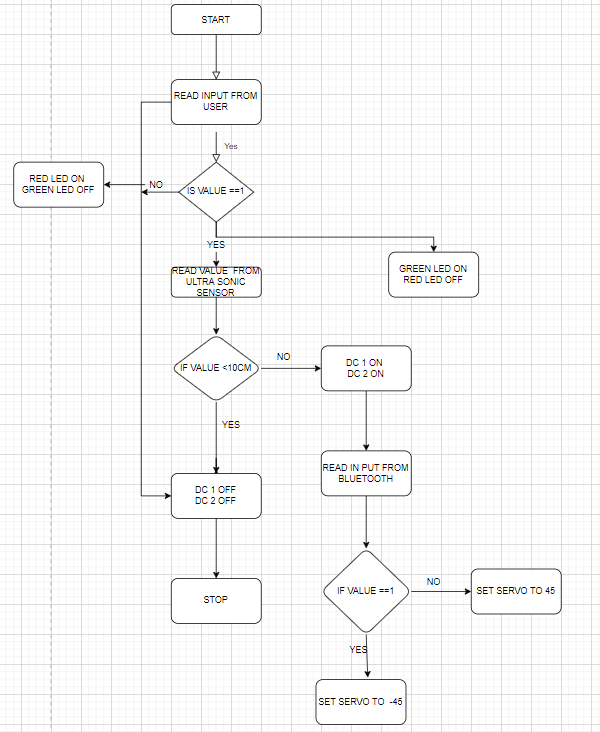 START
READ INPUT FROM
USER
Yes
RED LED ON
GREEN LED OFF
NO
IS VALUE ==1
YES
READ VALUE FROM
ULTRA SONIC
SENSOR
GREEN LED ON
RED LED OFF
IF VALUE <10CM
NO
DC 1 ON
DC 2 ON
YES
READ IN PUT FROM
BLUETOOTH
DC 1 OFF
DC 2 OFF
STOP
IF VALUE ==1
NO
SET SERVO TO 45
YES
SET SERVO TO -45